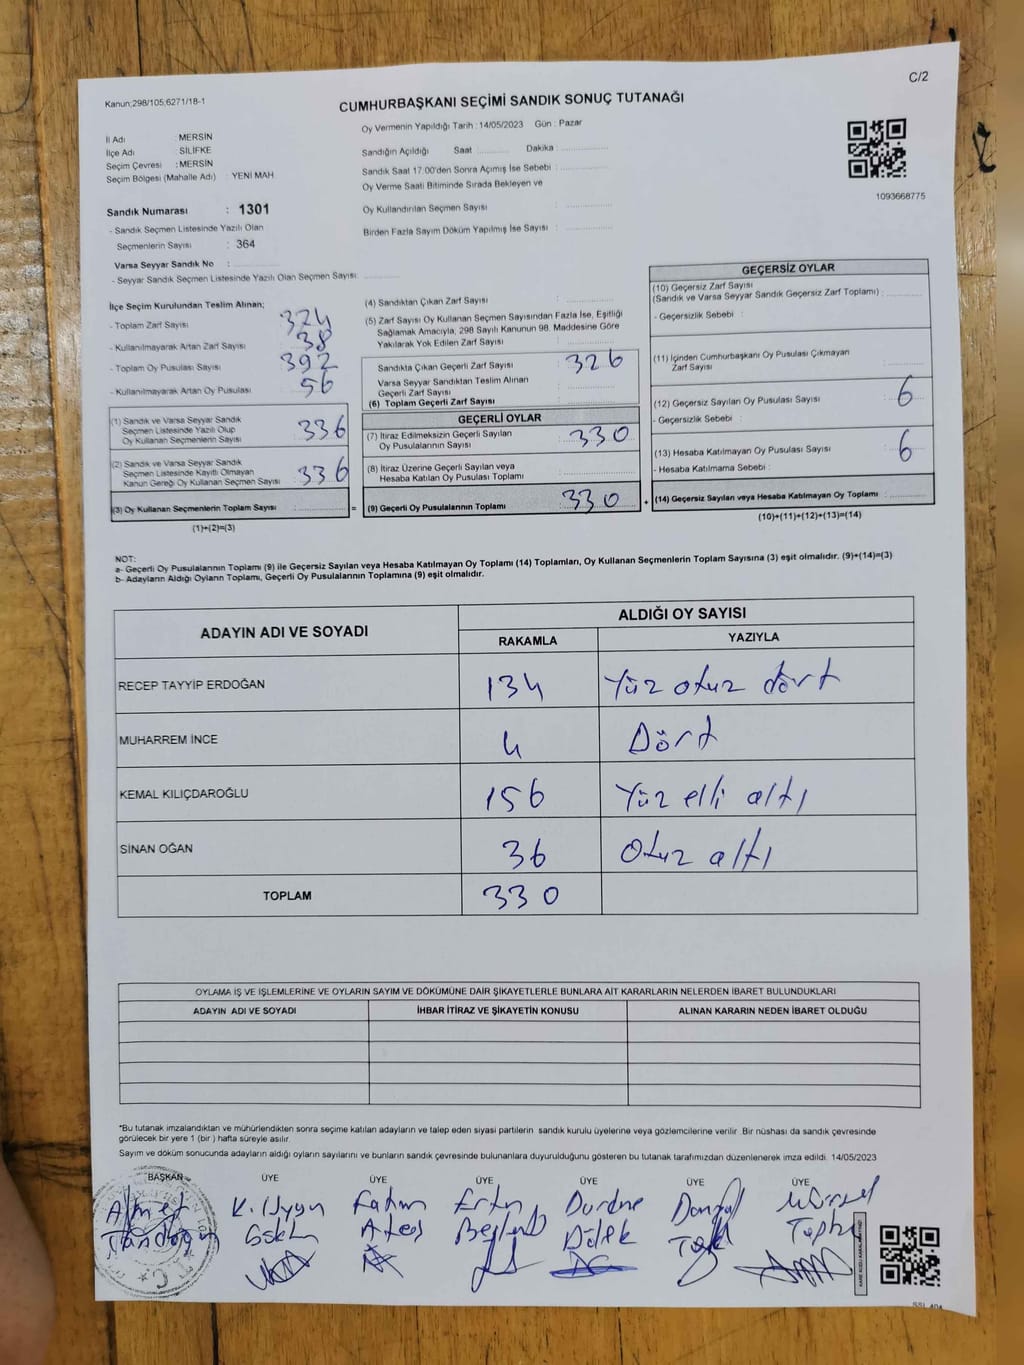 C/2
Kanun;298/105;6271/18-1
CUMHURBAŞKANI SEÇİMİ SANDIK SONUÇ TUTANAĞI
İl Adı : MERSİN
İlçe Adı : SİLİFKE
Seçim Çevresi : MERSİN
Seçim Bölgesi (Mahalle Adı) : YENİ MAH.
Oy Vermenin Yapıldığı Tarih : 14/05/2023 Gün : Pazar
Sandığın Açıldığı Saat Dakika :
Sandık Saat 17:00'den Sonra Açımış İse Sebebi :
Oy Verme Saati Bitiminde Sırada Bekleyen ve
Oy Kullandırılan Seçmen Sayısı :
Birden Fazla Sayım Döküm Yapılmış İse Sayısı :
1093668775
Sandık Numarası : 1301
- Sandık Seçmen Listesinde Yazılı Olan
Seçmenlerin Sayısı : 364
Varsa Seyyar Sandık No :
- Seyyar Sandık Seçmen Listesinde Yazılı Olan Seçmen Sayısı:
İlçe Seçim Kurulundan Teslim Alınan;
- Toplam Zarf Sayısı 374
- Kullanılmayarak Artan Zarf Sayısı 38
- Toplam Oy Pusulası Sayısı 392
- Kullanılmayarak Artan Oy Pusulası 56
(1) Sandık ve Varsa Seyyar Sandık
Seçmen Listesinde Yazılı Olup
Oy Kullanan Seçmenlerin Sayısı 336
(2) Sandık ve Varsa Seyyar Sandık
Seçmen Listesinde Kayıtlı Olmayan
Kanun Gereği Oy Kullanan Seçmen Sayısı 336
(3) Oy Kullanan Seçmenlerin Toplam Sayısı : =
(1)+(2)=(3)
(4) Sandıktan Çıkan Zarf Sayısı :
(5) Zarf Sayısı Oy Kullanan Seçmen Sayısından Fazla İse, Eşitliği
Sağlamak Amacıyla, 298 Sayılı Kanunun 98. Maddesine Göre
Yakılarak Yok Edilen Zarf Sayısı :
Sandıkta Çıkan Geçerli Zarf Sayısı : 326
Varsa Seyyar Sandıktan Teslim Alınan
Geçerli Zarf Sayısı :
(6) Toplam Geçerli Zarf Sayısı :
GEÇERLİ OYLAR
(7) İtiraz Edilmeksizin Geçerli Sayılan
Oy Pusulalarının Sayısı : 330
(8) İtiraz Üzerine Geçerli Sayılan veya
Hesaba Katılan Oy Pusulası Toplamı :
(9) Geçerli Oy Pusulalarının Toplamı : 330 +
GEÇERSİZ OYLAR
(10) Geçersiz Zarf Sayısı
(Sandık ve Varsa Seyyar Sandık Geçersiz Zarf Toplamı) :
- Geçersizlik Sebebi :
(11) İçinden Cumhurbaşkanı Oy Pusulası Çıkmayan
Zarf Sayısı :
(12) Geçersiz Sayılan Oy Pusulası Sayısı : 6
- Geçersizlik Sebebi :
(13) Hesaba Katılmayan Oy Pusulası Sayısı : 6
- Hesaba Katılmama Sebebi :
(14) Geçersiz Sayılan veya Hesaba Katılmayan Oy Toplamı :
(10)+(11)+(12)+(13)=(14)
NOT:
a- Geçerli Oy Pusulalarının Toplamı (9) ile Geçersiz Sayılan veya Hesaba Katılmayan Oy Toplamı (14) Toplamları, Oy Kullanan Seçmenlerin Toplam Sayısına (3) eşit olmalıdır. (9)+(14)=(3)
b- Adayların Aldığı Oyların Toplamı, Geçerli Oy Pusulalarının Toplamına (9) eşit olmalıdır.
ADAYIN ADI VE SOYADI ALDIĞI OY SAYISI
RAKAMLA YAZIYLA
RECEP TAYYİP ERDOĞAN 134 Yüz otuz dört
MUHARREM İNCE 4 Dört
KEMAL KILIÇDAROĞLU 156 Yüz elli altı
SİNAN OĞAN 36 Otuz altı
TOPLAM 330
OYLAMA İŞ VE İŞLEMLERİNE VE OYLARIN SAYIM VE DÖKÜMÜNE DAİR ŞİKAYETLERLE BUNLARA AİT KARARLARIN NELERDEN İBARET BULUNDUKLARI
ADAYIN ADI VE SOYADI İHBAR İTİRAZ VE ŞİKAYETİN KONUSU ALINAN KARARIN NEDEN İBARET OLDUĞU
*Bu tutanak imzalandıktan ve mühürlendikten sonra seçime katılan adayların ve talep eden siyasi partilerin sandık kurulu üyelerine veya gözlemcilerine verilir. Bir nüshası da sandık çevresinde
görülecek bir yere 1 (bir ) hafta süreyle asılır.
Sayım ve döküm sonucunda adayların aldığı oyların sayılarını ve bunların sandık çevresinde bulunanlara duyurulduğunu gösteren bu tutanak tarafımızdan düzenlenerek imza edildi. 14/05/2023
BAŞKAN ÜYE ÜYE ÜYE ÜYE ÜYE ÜYE
Ahmet Fatma
Ateş
T.C.